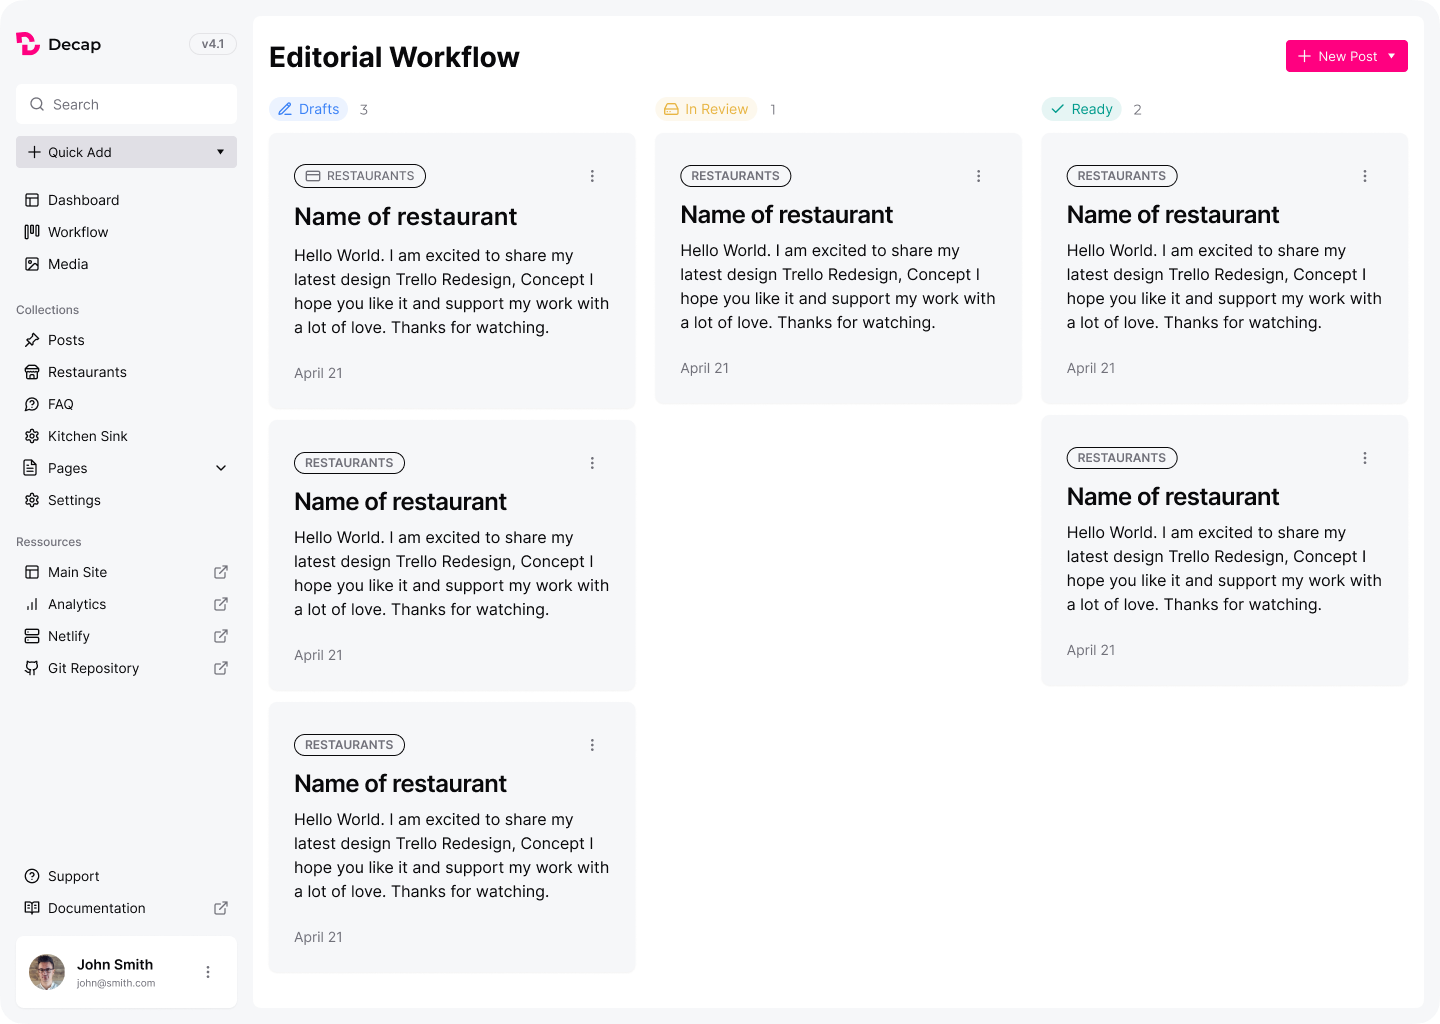 Decap
v4.1
Search
Quick Add
Dashboard
Workflow
Media
Collections
Posts
Restaurants
FAQ
Kitchen Sink
Pages
Settings
Ressources
Main Site
Analytics
Netlify
Git Repository
Support
Documentation
John Smith
john@smith.com
Editorial Workflow
New Post
Drafts 3
RESTAURANTS
Name of restaurant
Hello World. I am excited to share my
latest design Trello Redesign, Concept I
hope you like it and support my work with
a lot of love. Thanks for watching.
April 21
RESTAURANTS
Name of restaurant
Hello World. I am excited to share my
latest design Trello Redesign, Concept I
hope you like it and support my work with
a lot of love. Thanks for watching.
April 21
RESTAURANTS
Name of restaurant
Hello World. I am excited to share my
latest design Trello Redesign, Concept I
hope you like it and support my work with
a lot of love. Thanks for watching.
April 21
In Review 1
RESTAURANTS
Name of restaurant
Hello World. I am excited to share my
latest design Trello Redesign, Concept I
hope you like it and support my work with
a lot of love. Thanks for watching.
April 21
Ready 2
RESTAURANTS
Name of restaurant
Hello World. I am excited to share my
latest design Trello Redesign, Concept I
hope you like it and support my work with
a lot of love. Thanks for watching.
April 21
RESTAURANTS
Name of restaurant
Hello World. I am excited to share my
latest design Trello Redesign, Concept I
hope you like it and support my work with
a lot of love. Thanks for watching.
April 21